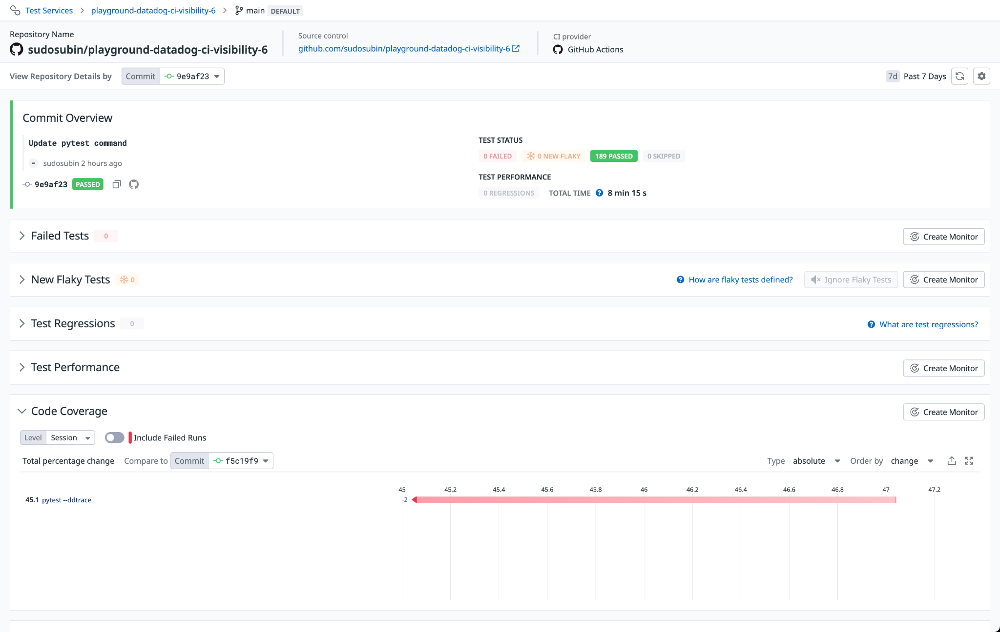 Test Services > playground-datadog-ci-visibility-6 > main DEFAULT
Repository Name
sudosubin/playground-datadog-ci-visibility-6
Source control
github.com/sudosubin/playground-datadog-ci-visibility-6
CI provider
GitHub Actions
View Repository Details by Commit 9e9af23
7d Past 7 Days
Commit Overview
Update pytest command
- sudosubin 2 hours ago
9e9af23 PASSED
TEST STATUS
0 FAILED 0 NEW FLAKY 189 PASSED 0 SKIPPED
TEST PERFORMANCE
0 REGRESSIONS TOTAL TIME ? 8 min 15 s
Failed Tests 0
Create Monitor
New Flaky Tests 0
? How are flaky tests defined? Ignore Flaky Tests Create Monitor
Test Regressions 0
? What are test regressions?
Test Performance
Create Monitor
Code Coverage
Create Monitor
Level Session Include Failed Runs
Total percentage change Compare to Commit f5c19f9
Type absolute Order by change
45 45.2 45.4 45.6 45.8 46 46.2 46.4 46.6 46.8 47 47.2
45.1 pytest --ddtrace -2